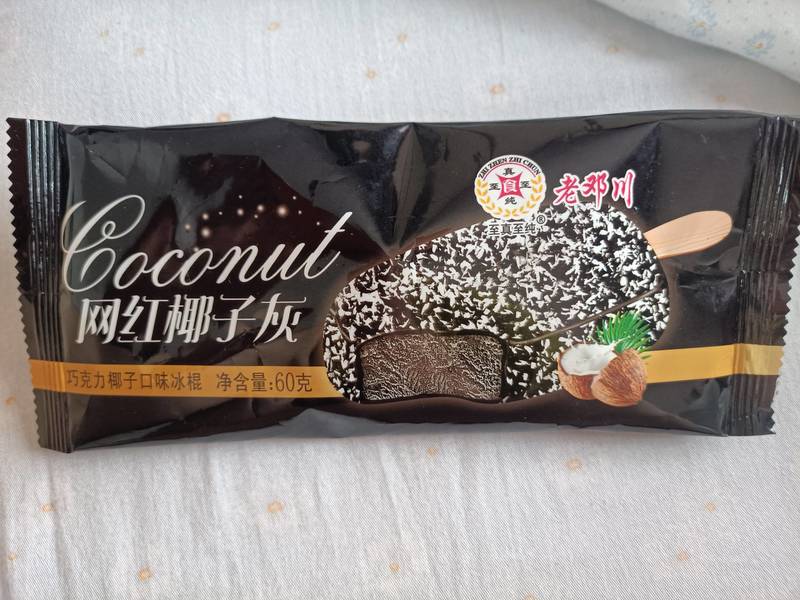 ZHI ZHEN ZHI CHUN
真
至 至
纯
至真至纯®
老邓川
Coconut
网红椰子灰
巧克力椰子口味冰棍 净含量:60克